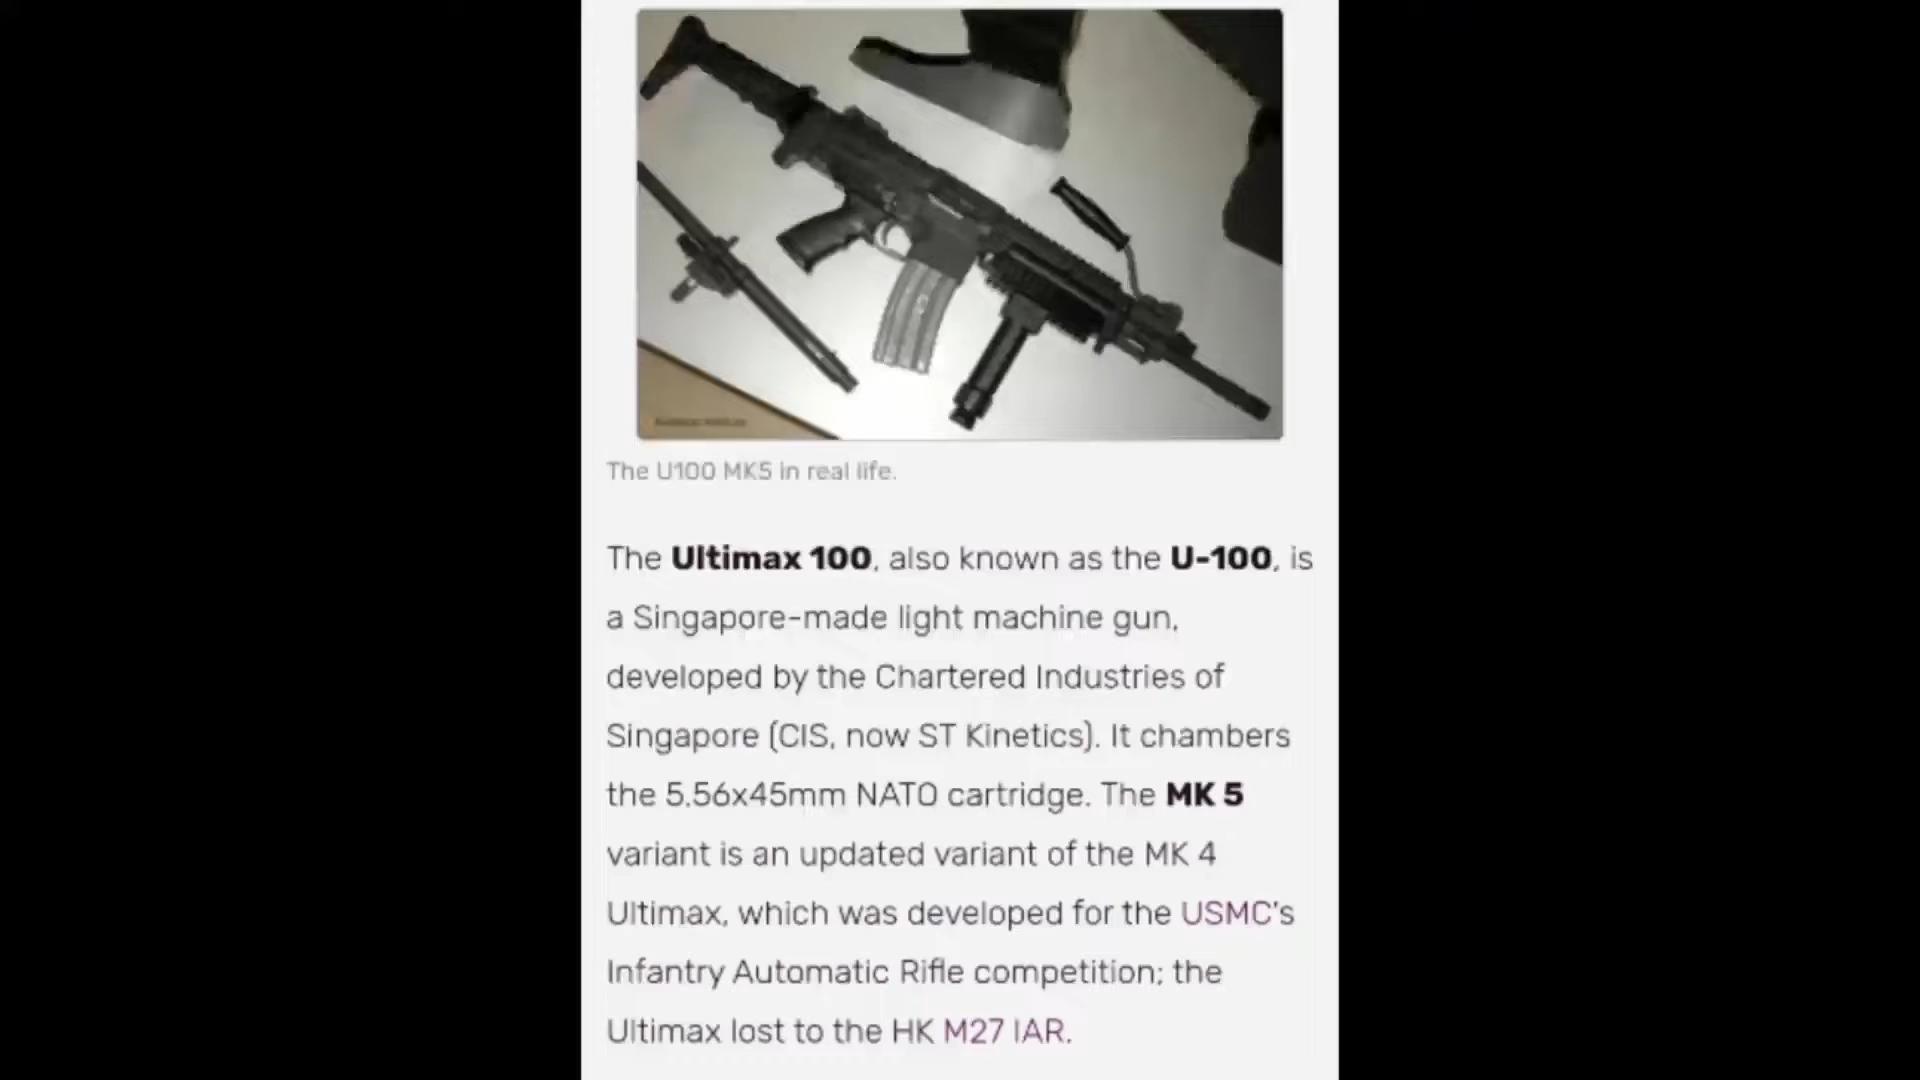 The U100 MK5 in real life.
The Ultimax 100, also known as the U-100, is
a Singapore-made light machine gun,
developed by the Chartered Industries of
Singapore (CIS, now ST Kinetics). It chambers
the 5.56x45mm NATO cartridge. The MK 5
variant is an updated variant of the MK 4
Ultimax, which was developed for the USMC's
Infantry Automatic Rifle competition; the
Ultimax lost to the HK M27 IAR.